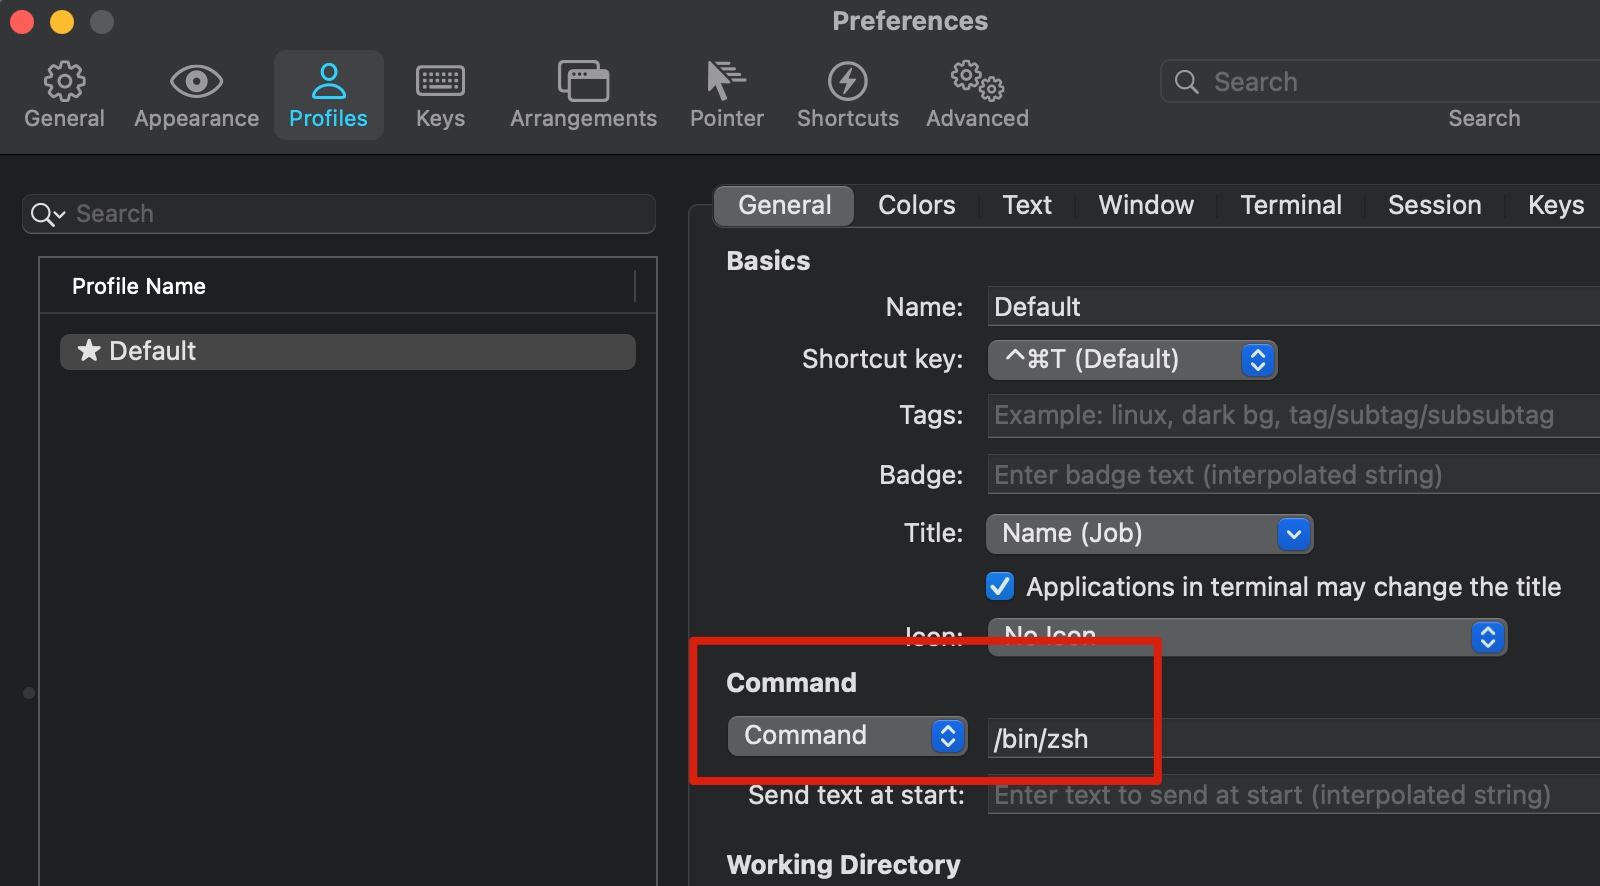 Preferences
General Appearance Profiles Keys Arrangements Pointer Shortcuts Advanced Search
Search
Search
Profile Name
Default
General Colors Text Window Terminal Session Keys
Basics
Name: Default
Shortcut key: ^⌘T (Default)
Tags: Example: linux, dark bg, tag/subtag/subsubtag
Badge: Enter badge text (interpolated string)
Title: Name (Job)
Applications in terminal may change the title
Icon: No Icon
Command
Command /bin/zsh
Send text at start: Enter text to send at start (interpolated string)
Working Directory